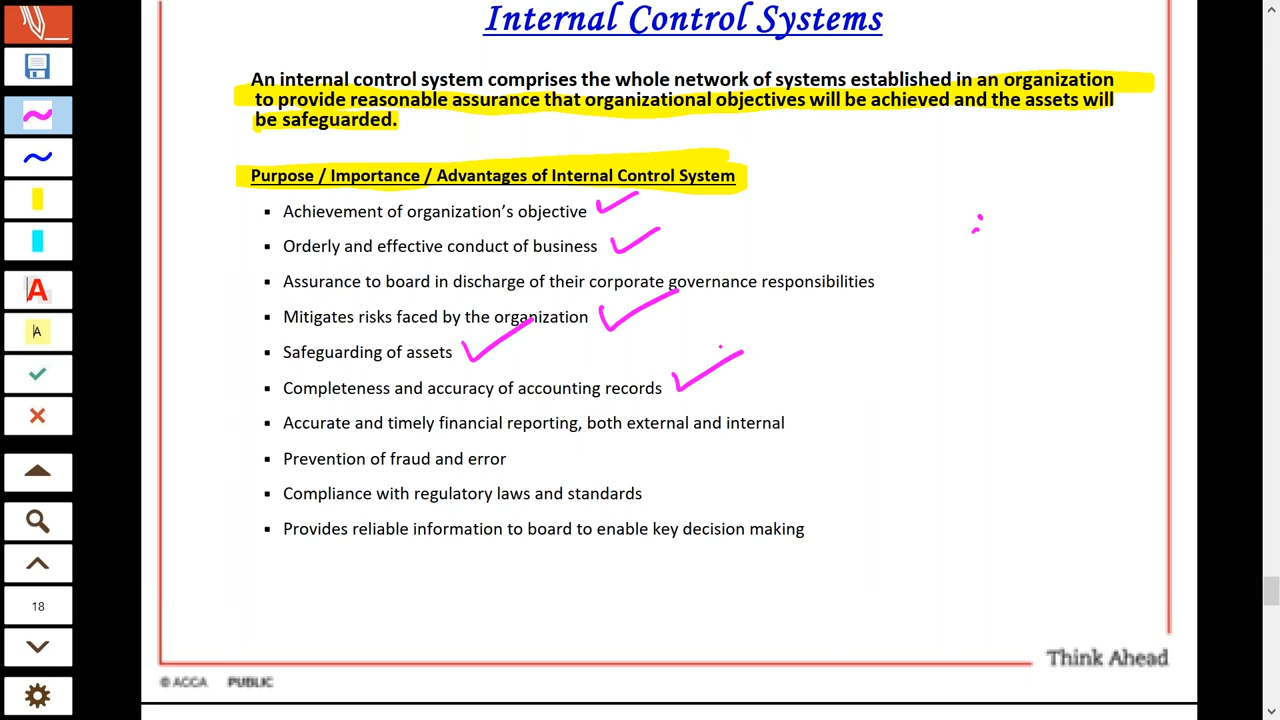 Internal Control Systems
An internal control system comprises the whole network of systems established in an organization
to provide reasonable assurance that organizational objectives will be achieved and the assets will
be safeguarded.
Purpose / Importance / Advantages of Internal Control System
▪ Achievement of organization’s objective
▪ Orderly and effective conduct of business
▪ Assurance to board in discharge of their corporate governance responsibilities
▪ Mitigates risks faced by the organization
▪ Safeguarding of assets
▪ Completeness and accuracy of accounting records
▪ Accurate and timely financial reporting, both external and internal
▪ Prevention of fraud and error
▪ Compliance with regulatory laws and standards
▪ Provides reliable information to board to enable key decision making
A
A
18
Think Ahead
© ACCA PUBLIC